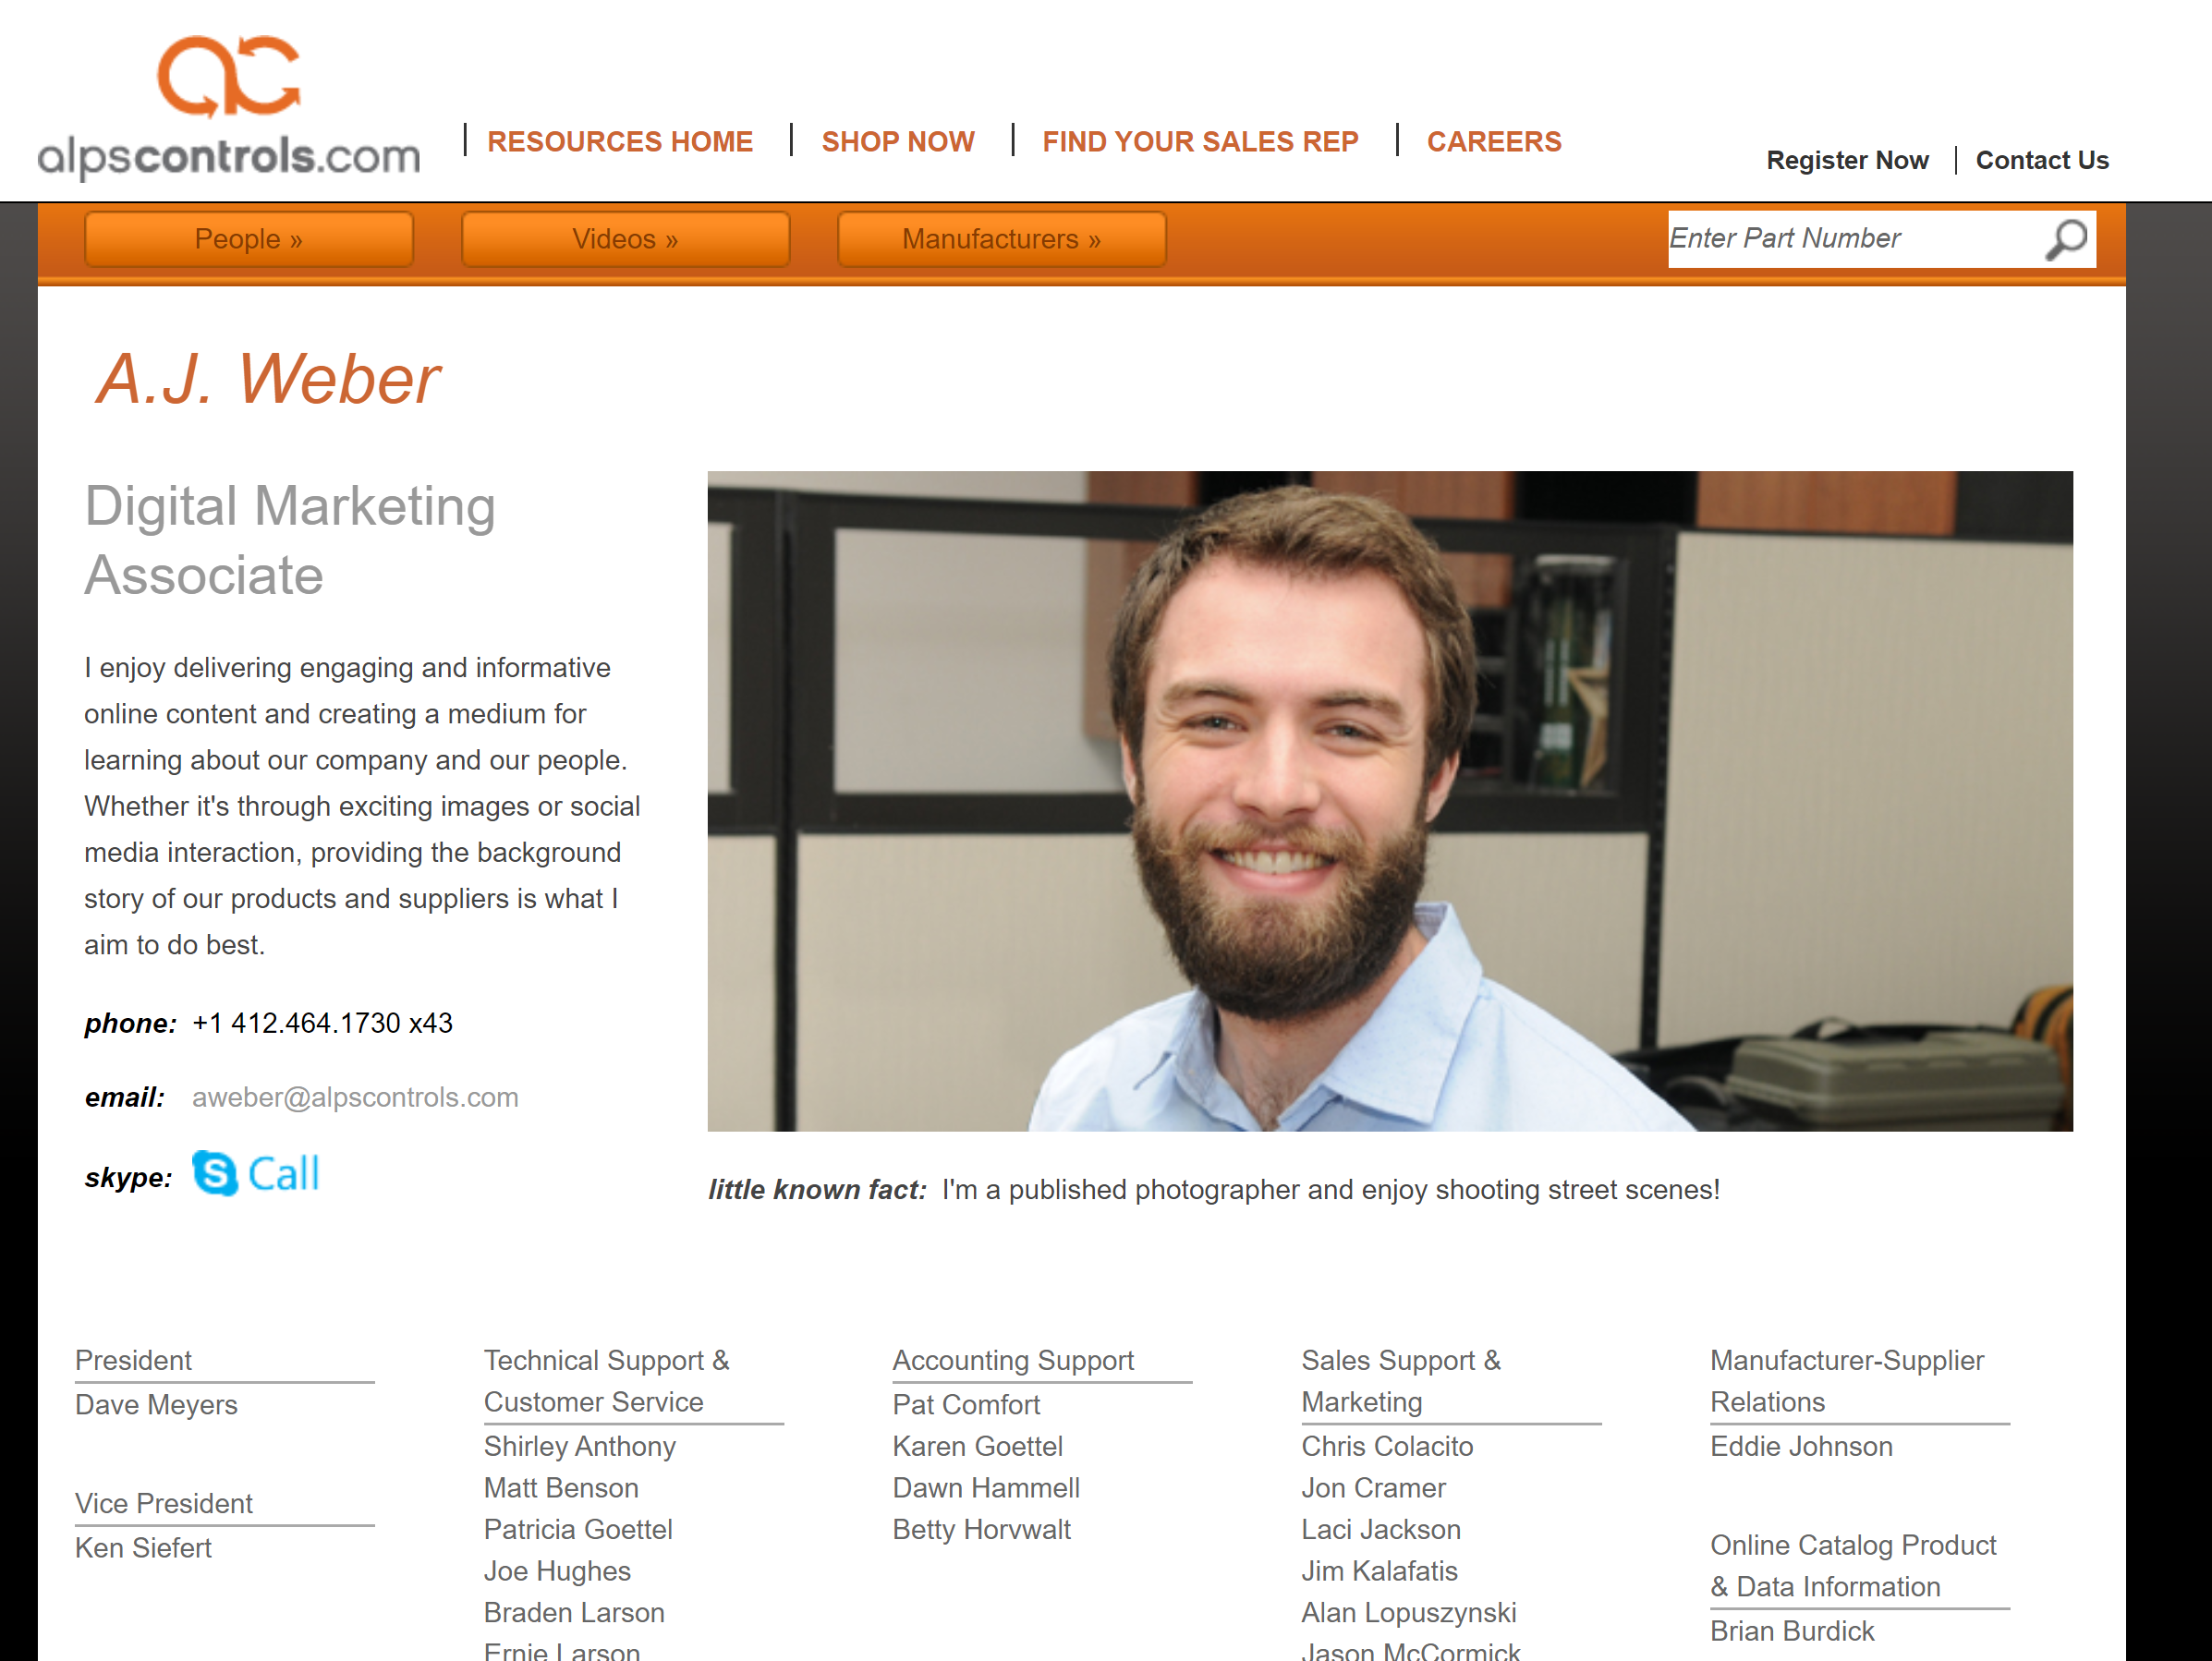 alpscontrols.com
RESOURCES HOME
SHOP NOW
FIND YOUR SALES REP
CAREERS
Register Now
Contact Us
People »
Videos »
Manufacturers »
Enter Part Number
A.J. Weber
Digital Marketing
Associate
I enjoy delivering engaging and informative
online content and creating a medium for
learning about our company and our people.
Whether it's through exciting images or social
media interaction, providing the background
story of our products and suppliers is what I
aim to do best.
phone: +1 412.464.1730 x43
email: aweber@alpscontrols.com
skype: S Call
little known fact: I'm a published photographer and enjoy shooting street scenes!
President
Dave Meyers
Vice President
Ken Siefert
Technical Support &
Customer Service
Shirley Anthony
Matt Benson
Patricia Goettel
Joe Hughes
Braden Larson
Ernie Larson
Accounting Support
Pat Comfort
Karen Goettel
Dawn Hammell
Betty Horvwalt
Sales Support &
Marketing
Chris Colacito
Jon Cramer
Laci Jackson
Jim Kalafatis
Alan Lopuszynski
Jason McCormick
Manufacturer-Supplier
Relations
Eddie Johnson
Online Catalog Product
& Data Information
Brian Burdick